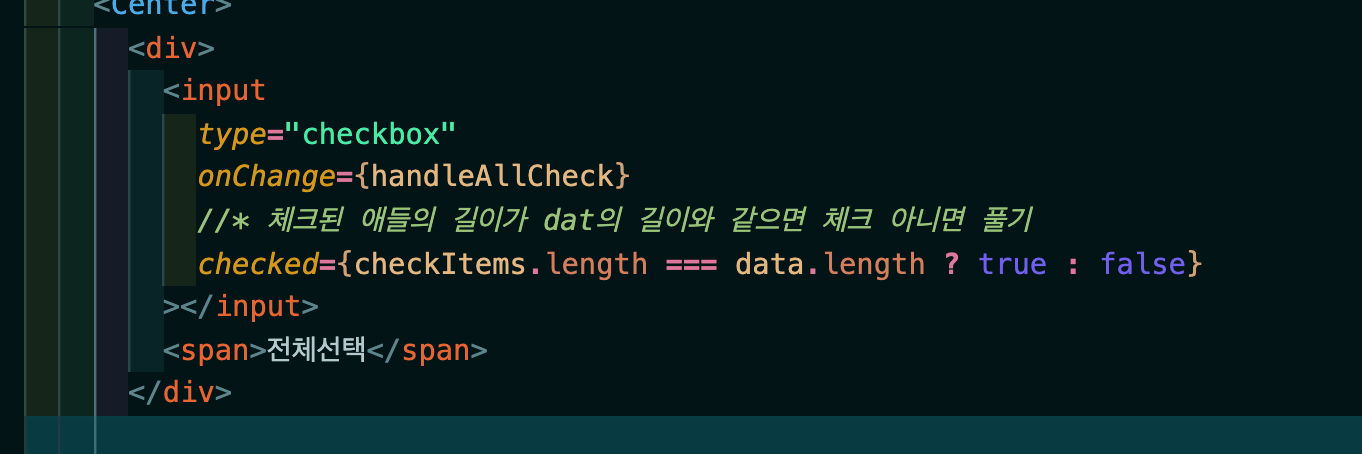 <Center>
<div>
<input
type="checkbox"
onChange={handleAllCheck}
//* 체크된 애들의 길이가 dat의 길이와 같으면 체크 아니면 풀기
checked={checkItems.length === data.length ? true : false}
></input>
<span>전체선택</span>
</div>